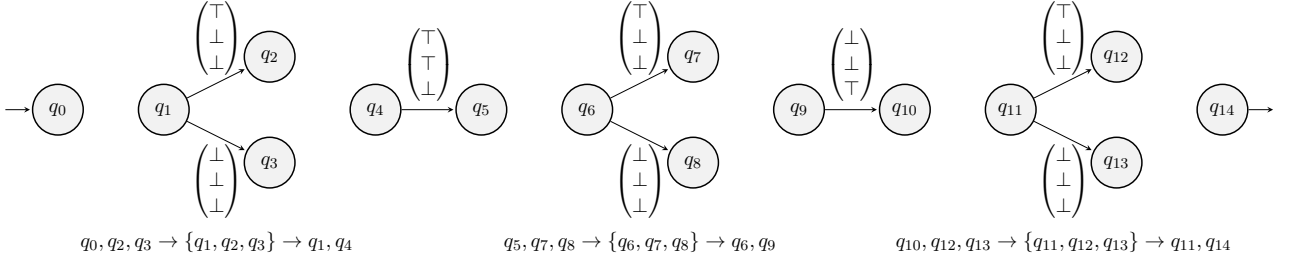 ⊤ ⊤ ⊤
⊥ ⊤ ⊥ ⊥ ⊥
⊥ q₂ ⊤ ⊥ q₇ ⊥ ⊥ q₁₂
⊥ ⊤
q₀ q₁ q₄ q₅ q₆ q₉ q₁₀ q₁₁ q₁₄
⊥ q₃ ⊥ q₈ ⊥ q₁₃
⊥ ⊥ ⊥
⊥ ⊥ ⊥
q₀, q₂, q₃ → {q₁, q₂, q₃} → q₁, q₄ q₅, q₇, q₈ → {q₆, q₇, q₈} → q₆, q₉ q₁₀, q₁₂, q₁₃ → {q₁₁, q₁₂, q₁₃} → q₁₁, q₁₄